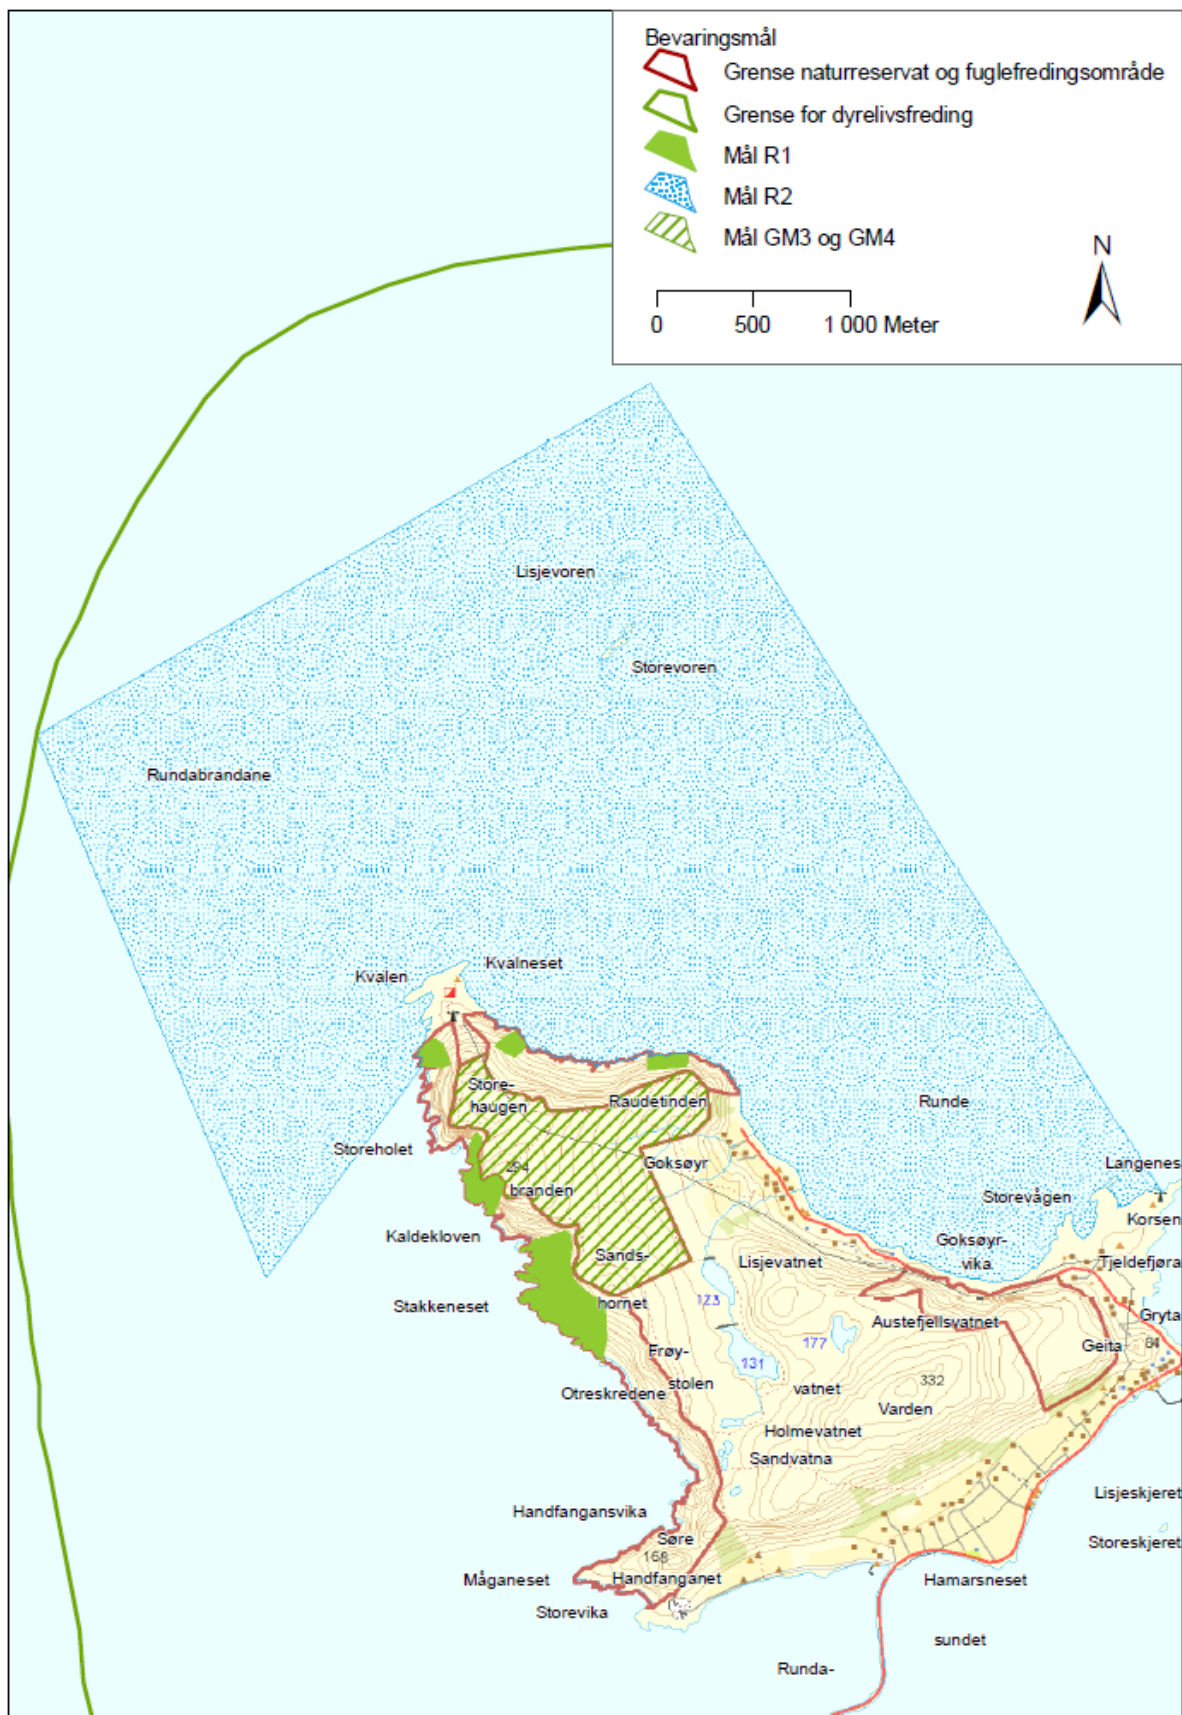 Bevaringsmål
Grense naturreservat og fuglefredingsområde
Grense for dyrelivsfreding
Mål R1
Mål R2
Mål GM3 og GM4
N
0 500 1 000 Meter
Lisjevoren
Storevoren
Rundabrandane
Kvalneset
Kvalen
Store-
haugen
Raudetinden
Runde
Storeholet
Goksøyr
294
branden
Langenes
Storevågen
Korsen
Kaldekloven
Goksøyr-
vika
Sands-
hornet
Lisjevatnet
Tjeldefjøra
Stakkeneset
123
Austefjellsvatnet
Gryta
Geita
84
177
131
Frøy-
stolen
Otreskredene
vatnet
332
Varden
Holmevatnet
Sandvatna
Lisjeskjeret
Handfangansvika
Søre
168
Storeskjeret
Måganeset
Handfanganet
Hamarsneset
Storevika
sundet
Runda-